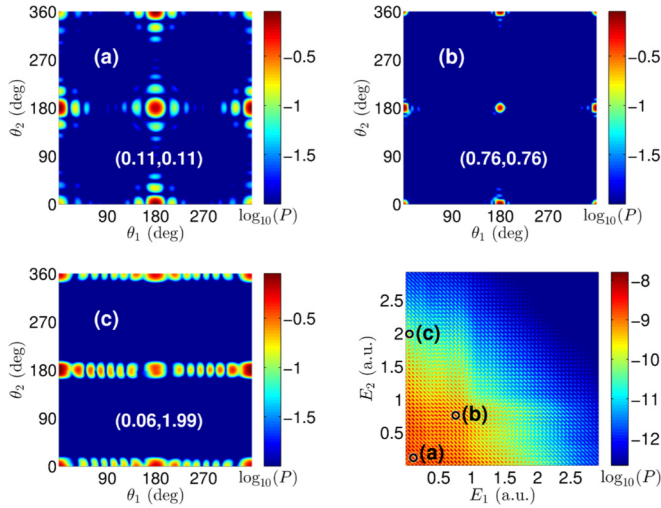 360
270
180
90
0
θ2 (deg)
(a)
(0.11,0.11)
90 180 270
θ1 (deg)
−0.5
−1
−1.5
log10(P)
360
270
180
90
0
θ2 (deg)
(b)
(0.76,0.76)
90 180 270
θ1 (deg)
−0.5
−1
−1.5
log10(P)
360
270
180
90
0
θ2 (deg)
(c)
(0.06,1.99)
90 180 270
θ1 (deg)
−0.5
−1
−1.5
log10(P)
2.5
2
1.5
1
0.5
E2 (a.u.)
(c)
(b)
(a)
0.5 1 1.5 2 2.5
E1 (a.u.)
−8
−9
−10
−11
−12
log10(P)